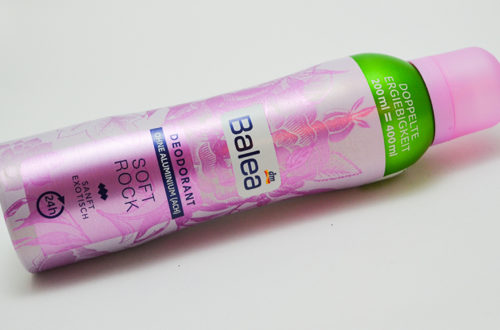 DOPPELTE
ERGIEBIGKEIT
200 ml = 400 ml
Balea
dm
DEODORANT
OHNE ALUMINIUM (ACH)
SOFT
ROCK
SANFT
EXOTISCH
24h